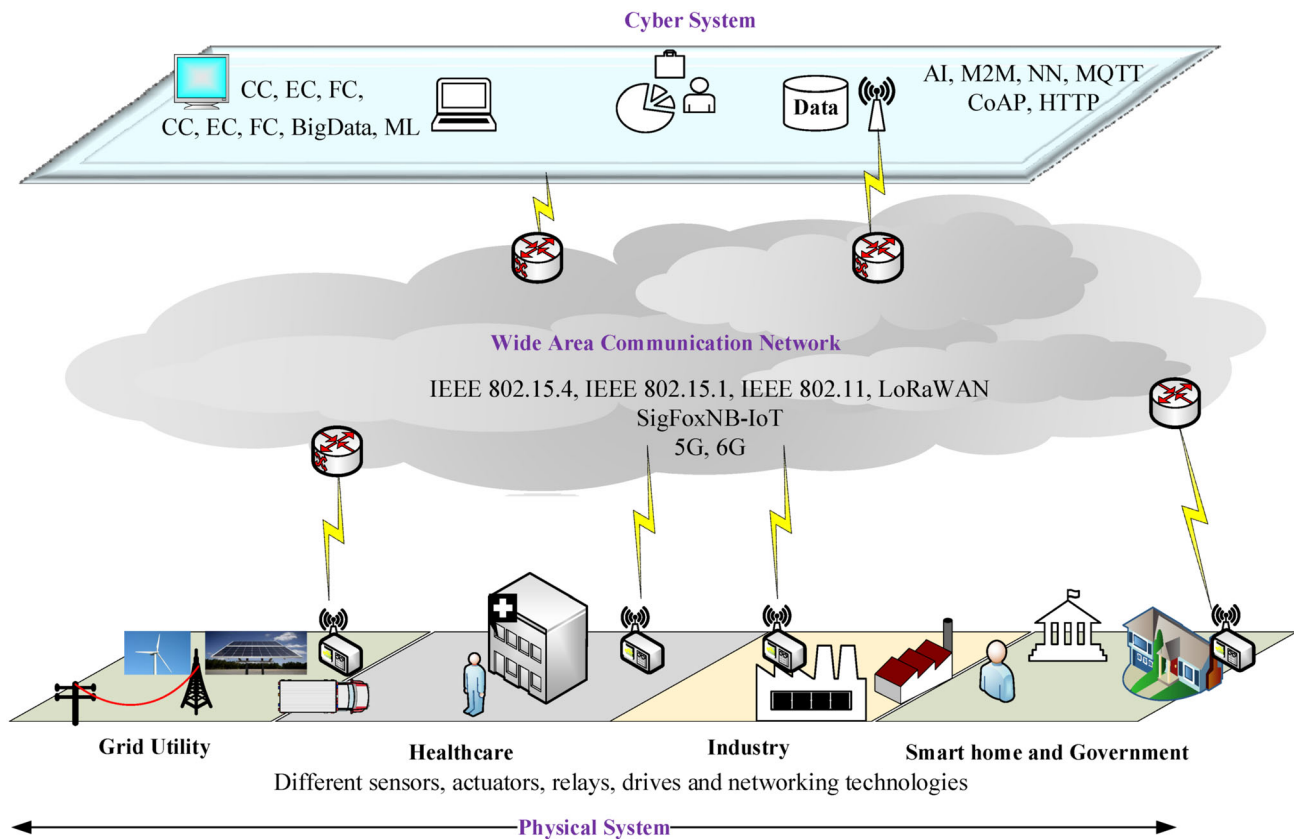 Cyber System
CC, EC, FC,
CC, EC, FC, BigData, ML
Data
AI, M2M, NN, MQTT
CoAP, HTTP
Wide Area Communication Network
IEEE 802.15.4, IEEE 802.15.1, IEEE 802.11, LoRaWAN
SigFoxNB-IoT
5G, 6G
Grid Utility
Healthcare
Industry
Smart home and Government
Different sensors, actuators, relays, drives and networking technologies
Physical System